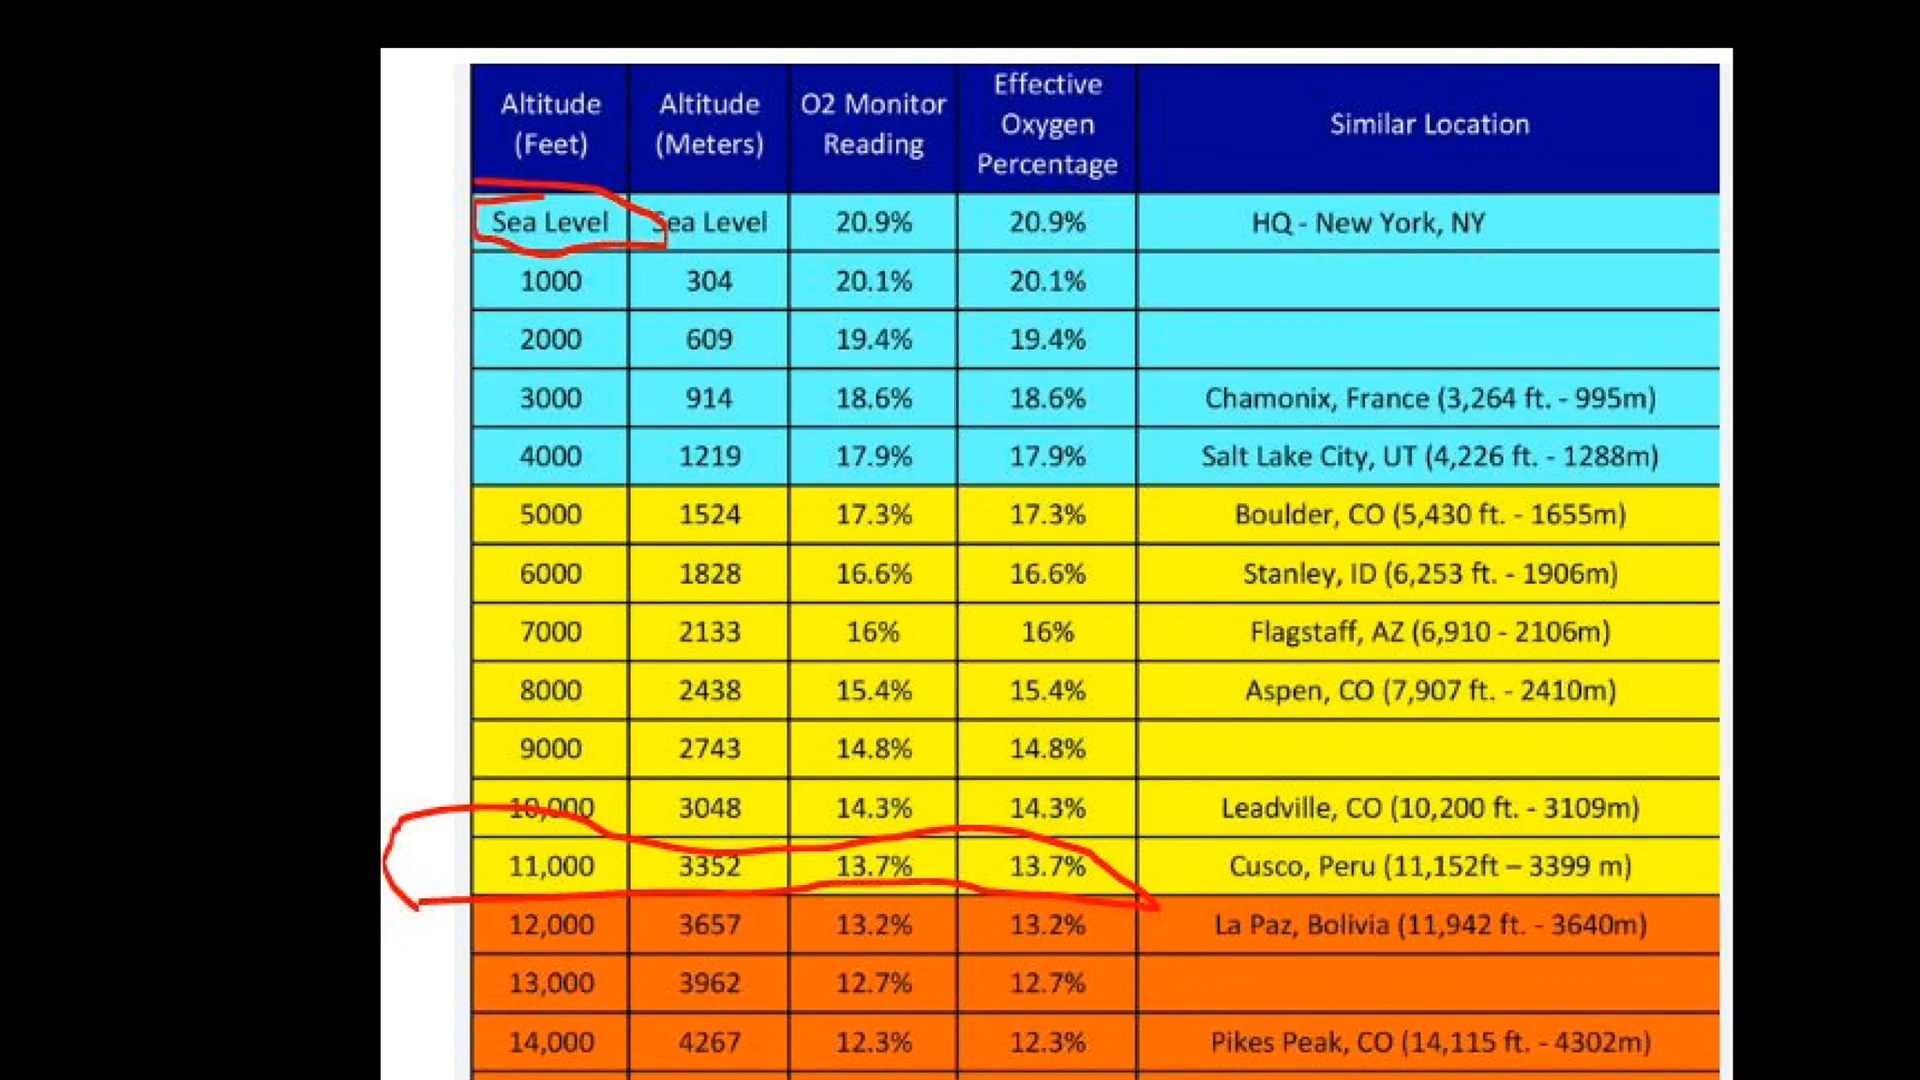 Altitude (Feet) Altitude (Meters) O2 Monitor Reading Effective Oxygen Percentage Similar Location
Sea Level Sea Level 20.9% 20.9% HQ - New York, NY
1000 304 20.1% 20.1%
2000 609 19.4% 19.4%
3000 914 18.6% 18.6% Chamonix, France (3,264 ft. - 995m)
4000 1219 17.9% 17.9% Salt Lake City, UT (4,226 ft. - 1288m)
5000 1524 17.3% 17.3% Boulder, CO (5,430 ft. - 1655m)
6000 1828 16.6% 16.6% Stanley, ID (6,253 ft. - 1906m)
7000 2133 16% 16% Flagstaff, AZ (6,910 - 2106m)
8000 2438 15.4% 15.4% Aspen, CO (7,907 ft. - 2410m)
9000 2743 14.8% 14.8%
10,000 3048 14.3% 14.3% Leadville, CO (10,200 ft. - 3109m)
11,000 3352 13.7% 13.7% Cusco, Peru (11,152ft – 3399 m)
12,000 3657 13.2% 13.2% La Paz, Bolivia (11,942 ft. - 3640m)
13,000 3962 12.7% 12.7%
14,000 4267 12.3% 12.3% Pikes Peak, CO (14,115 ft. - 4302m)